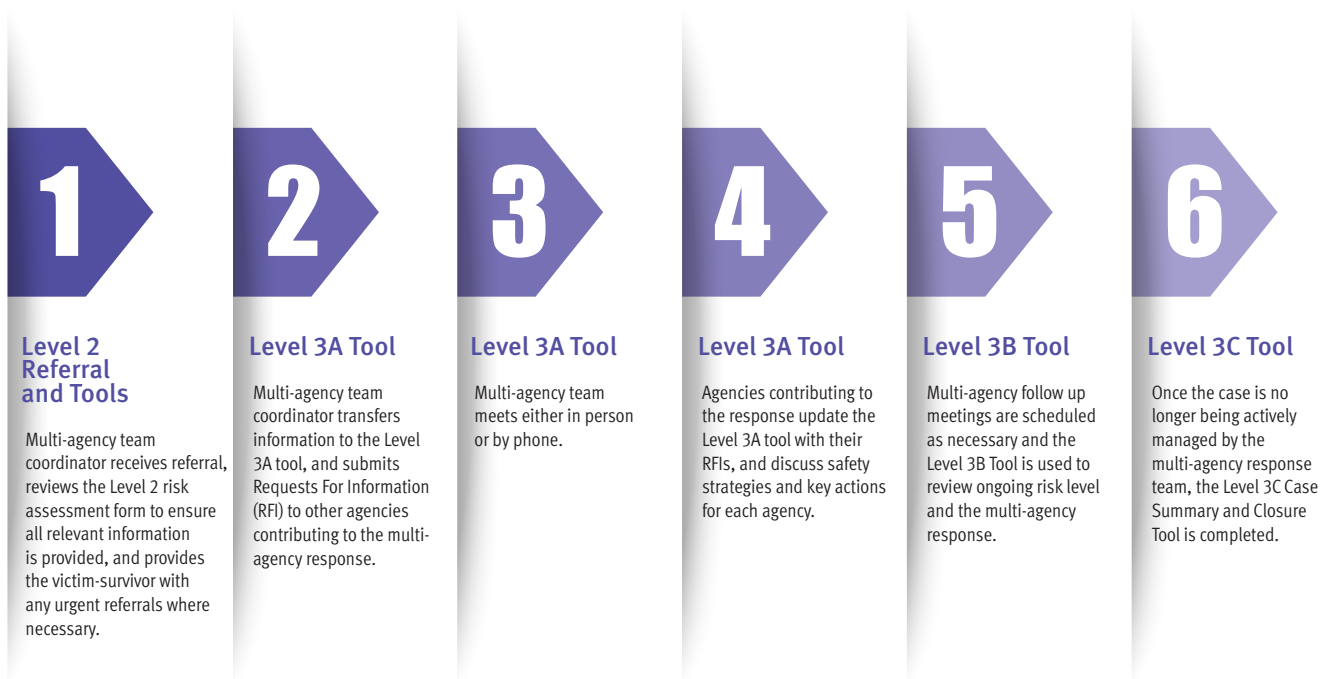 1
Level 2
Referral
and Tools
Multi-agency team
coordinator receives referral,
reviews the Level 2 risk
assessment form to ensure
all relevant information
is provided, and provides
the victim-survivor with
any urgent referrals where
necessary.
2
Level 3A Tool
Multi-agency team
coordinator transfers
information to the Level
3A tool, and submits
Requests For Information
(RFI) to other agencies
contributing to the multi-
agency response.
3
Level 3A Tool
Multi-agency team
meets either in person
or by phone.
4
Level 3A Tool
Agencies contributing to
the response update the
Level 3A tool with their
RFIs, and discuss safety
strategies and key actions
for each agency.
5
Level 3B Tool
Multi-agency follow up
meetings are scheduled
as necessary and the
Level 3B Tool is used to
review ongoing risk level
and the multi-agency
response.
6
Level 3C Tool
Once the case is no
longer being actively
managed by the
multi-agency response
team, the Level 3C Case
Summary and Closure
Tool is completed.